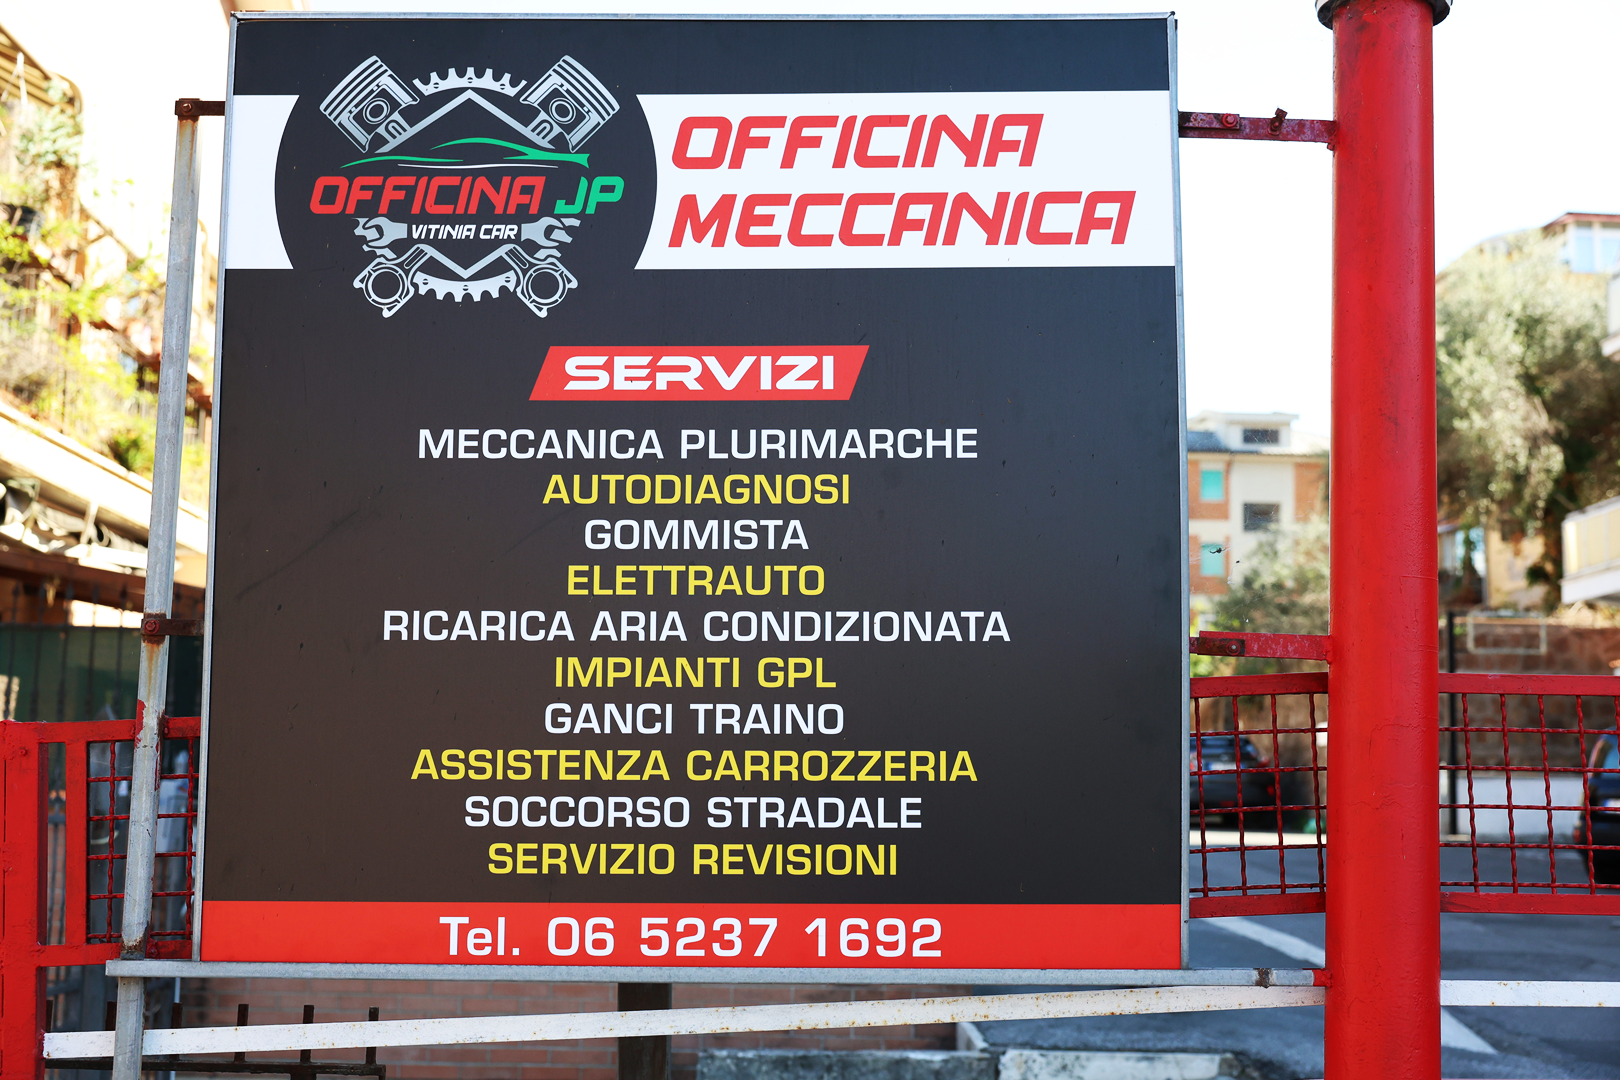 OFFICINA JP
VITINIA CAR
OFFICINA
MECCANICA
SERVIZI
MECCANICA PLURIMARCHE
AUTODIAGNOSI
GOMMISTA
ELETTRAUTO
RICARICA ARIA CONDIZIONATA
IMPIANTI GPL
GANCI TRAINO
ASSISTENZA CARROZZERIA
SOCCORSO STRADALE
SERVIZIO REVISIONI
Tel. 06 5237 1692